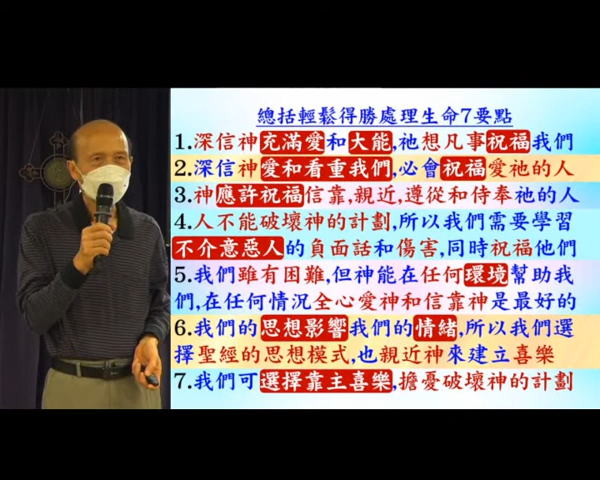 總括輕鬆得勝處理生命7要點
1.深信神充滿愛和大能,祂想凡事祝福我們
2.深信神愛和看重我們,必會祝福愛祂的人
3.神應許祝福信靠,親近,遵從和侍奉祂的人
4.人不能破壞神的計劃,所以我們需要學習
不介意惡人的負面話和傷害,同時祝福他們
5.我們雖有困難,但神能在任何環境幫助我
們,在任何情況全心愛神和信靠神是最好的
6.我們的思想影響我們的情緒,所以我們選
擇聖經的思想模式,也親近神來建立喜樂
7.我們可選擇靠主喜樂,擔憂破壞神的計劃